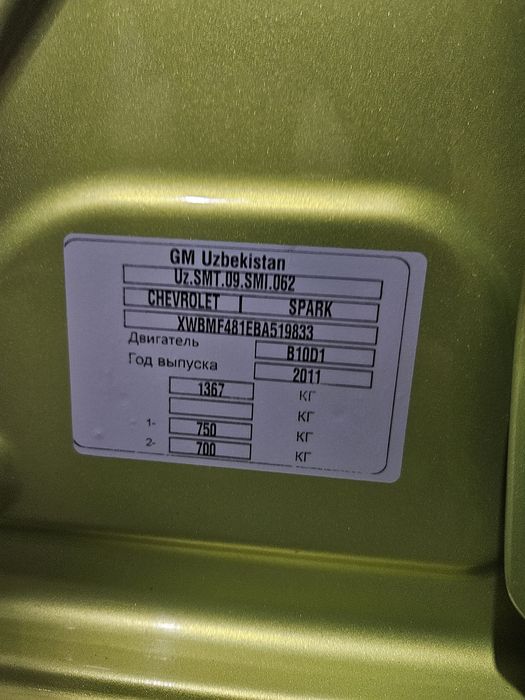 GM Uzbekistan
Uz.SMT.09.SMI.062
CHEVROLET SPARK
XWBMF481EBA519833
Двигатель B10D1
Год выпуска 2011
1367 КГ
КГ
1- 750 КГ
2- 700 КГ